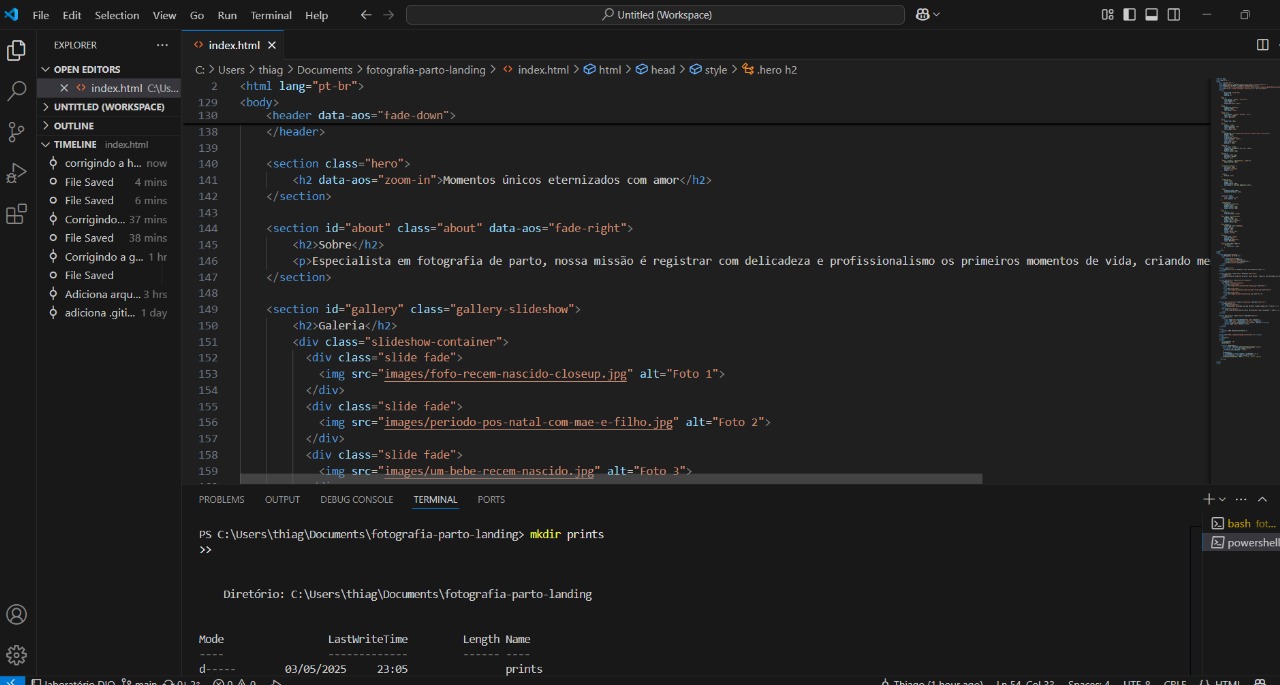 File Edit Selection View Go Run Terminal Help Untitled (Workspace)
EXPLORER
OPEN EDITORS
index.html C:\Us...
UNTITLED (WORKSPACE)
OUTLINE
TIMELINE index.html
corrigindo a h... now
File Saved 4 mins
File Saved 6 mins
Corrigindo... 37 mins
File Saved 38 mins
Corrigindo a g... 1 hr
File Saved
Adiciona arqu... 3 hrs
adiciona .giti... 1 day
index.html
C: > Users > thiag > Documents > fotografia-parto-landing > index.html > html > head > style > .hero h2
2 <html lang="pt-br">
129 <body>
130 <header data-aos="fade-down">
138 </header>
139
140 <section class="hero">
141 <h2 data-aos="zoom-in">Momentos únicos eternizados com amor</h2>
142 </section>
143
144 <section id="about" class="about" data-aos="fade-right">
145 <h2>Sobre</h2>
146 <p>Especialista em fotografia de parto, nossa missão é registrar com delicadeza e profissionalismo os primeiros momentos de vida, criando me
147 </section>
148
149 <section id="gallery" class="gallery-slideshow">
150 <h2>Galeria</h2>
151 <div class="slideshow-container">
152 <div class="slide fade">
153 <img src="images/fofo-recem-nascido-closeup.jpg" alt="Foto 1">
154 </div>
155 <div class="slide fade">
156 <img src="images/periodo-pos-natal-com-mae-e-filho.jpg" alt="Foto 2">
157 </div>
158 <div class="slide fade">
159 <img src="images/um-bebe-recem-nascido.jpg" alt="Foto 3">
PROBLEMS OUTPUT DEBUG CONSOLE TERMINAL PORTS
PS C:\Users\thiag\Documents\fotografia-parto-landing> mkdir prints
>>
Diretório: C:\Users\thiag\Documents\fotografia-parto-landing
Mode LastWriteTime Length Name
---- ------------- ------ ----
d----- 03/05/2025 23:05 prints
bash fot...
powershell
laboratório DIO main Thiago (1 hour ago) Ln 54, Col 33 Spaces: 4 UTF-8 CRLF {} HTML